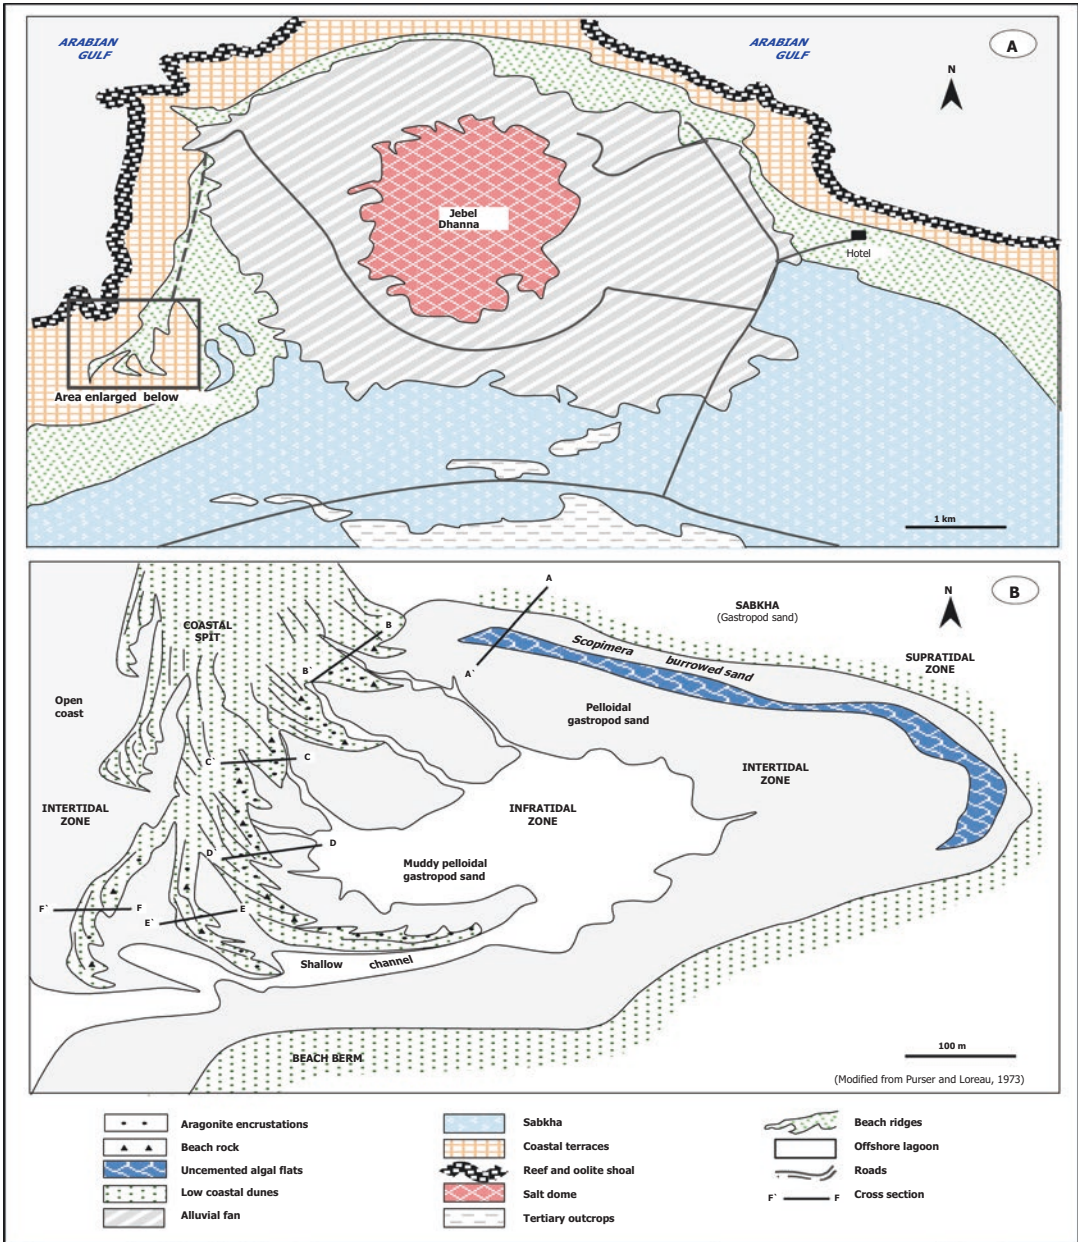 ARABIAN
GULF
ARABIAN
GULF
A
N
Jebel
Dhanna
Hotel
Area enlarged below
1 km
B
N
A
SABKHA
(Gastropod sand)
COASTAL
SPIT
B
Scopimera burrowed sand
SUPRATIDAL
ZONE
B`
A`
Open
coast
Pelloidal
gastropod sand
C`
C
INTERTIDAL
ZONE
INTERTIDAL
ZONE
INFRATIDAL
ZONE
D
D`
Muddy pelloidal
gastropod sand
F`
F
E
E`
Shallow channel
BEACH BERM
100 m
(Modified from Purser and Loreau, 1973)
Aragonite encrustations
Beach rock
Uncemented algal flats
Low coastal dunes
Alluvial fan
Sabkha
Coastal terraces
Reef and oolite shoal
Salt dome
Tertiary outcrops
Beach ridges
Offshore lagoon
Roads
F`
F
Cross section